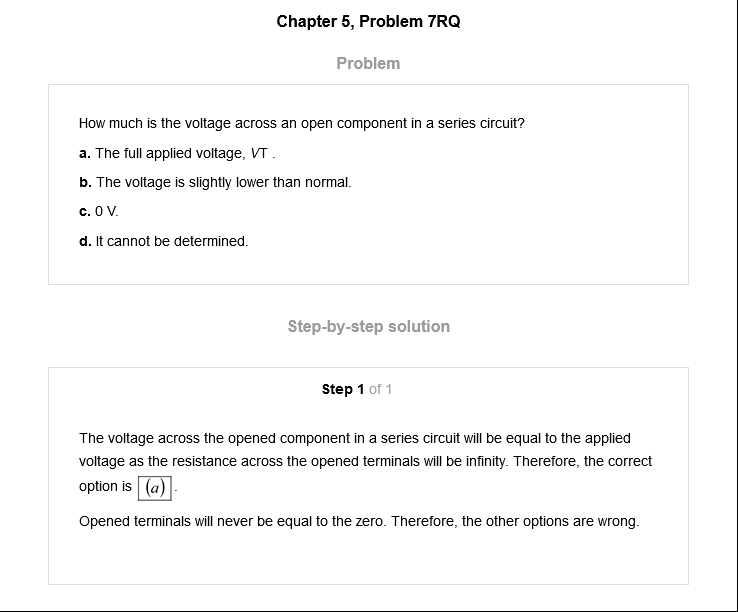 Chapter 5, Problem 7RQ
Problem
How much is the voltage across an open component in a series circuit?
a. The full applied voltage, VT .
b. The voltage is slightly lower than normal.
c. 0 V.
d. It cannot be determined.
Step-by-step solution
Step 1 of 1
The voltage across the opened component in a series circuit will be equal to the applied
voltage as the resistance across the opened terminals will be infinity. Therefore, the correct
option is (a).
Opened terminals will never be equal to the zero. Therefore, the other options are wrong.